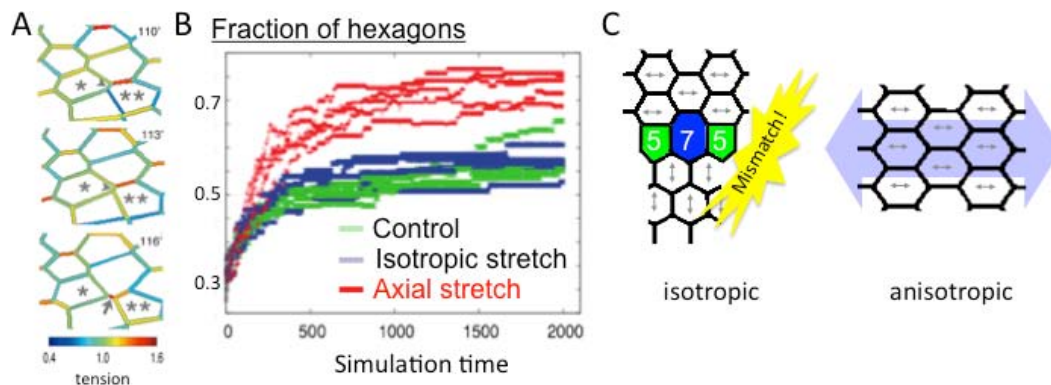 A
110'
*
**
113'
*
**
116'
*
**
0.4 1.0 1.6
tension
B
Fraction of hexagons
0.7
0.5
0.3
Control
Isotropic stretch
Axial stretch
0 500 1000 1500 2000
Simulation time
C
5 7 5
Mismatch!
isotropic
anisotropic